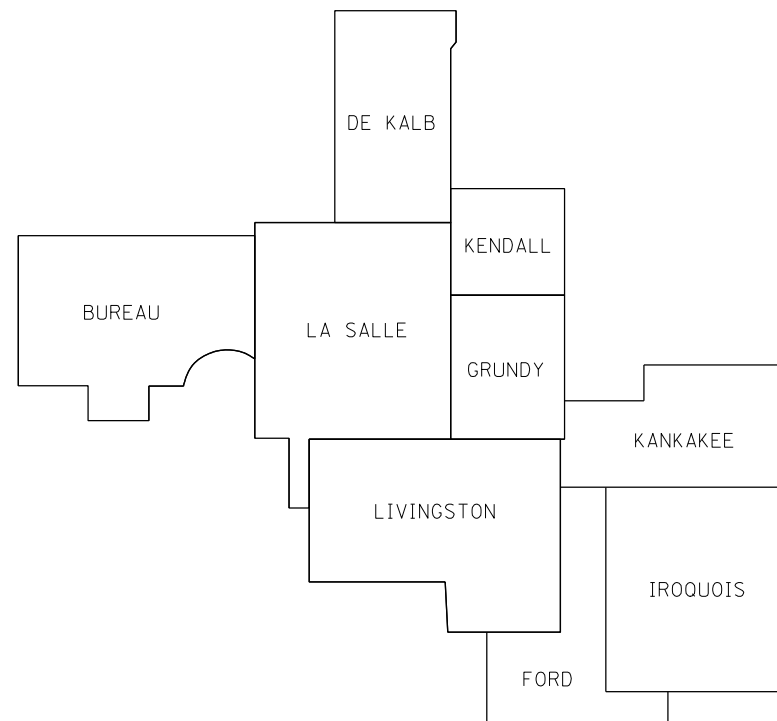 DE KALB
KENDALL
BUREAU
LA SALLE
GRUNDY
KANKAKEE
LIVINGSTON
IROQUOIS
FORD